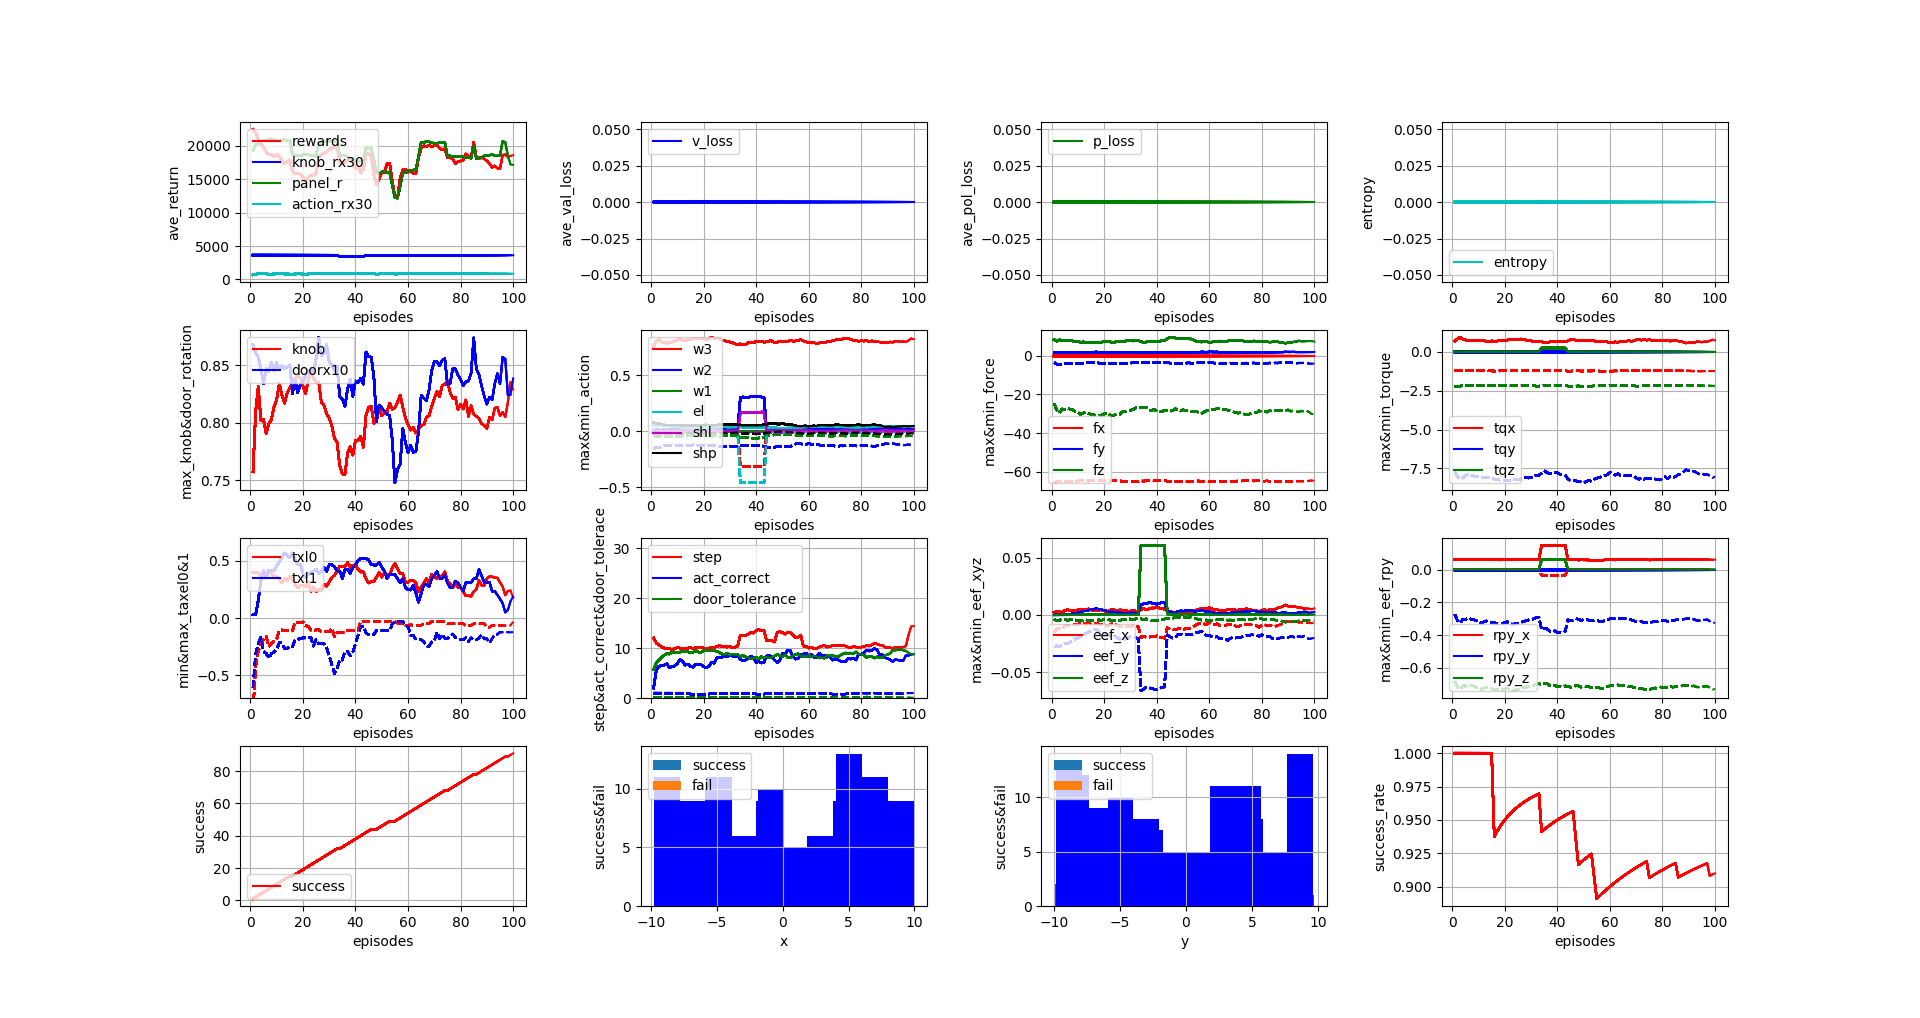 ave_return
20000
15000
10000
5000
0
rewards
knob_rx30
panel_r
action_rx30
0 20 40 60 80 100
episodes
ave_val_loss
0.050
0.025
0.000
−0.025
−0.050
v_loss
0 20 40 60 80 100
episodes
ave_pol_loss
0.050
0.025
0.000
−0.025
−0.050
p_loss
0 20 40 60 80 100
episodes
entropy
0.050
0.025
0.000
−0.025
−0.050
entropy
0 20 40 60 80 100
episodes
max_knob&door_rotation
0.85
0.80
0.75
knob
doorx10
0 20 40 60 80 100
episodes
max&min_action
0.5
0.0
−0.5
w3
w2
w1
el
shl
shp
0 20 40 60 80 100
episodes
max&min_force
0
−20
−40
−60
fx
fy
fz
0 20 40 60 80 100
episodes
max&min_torque
0.0
−2.5
−5.0
−7.5
tqx
tqy
tqz
0 20 40 60 80 100
episodes
min&max_taxel0&1
0.5
0.0
−0.5
txl0
txl1
0 20 40 60 80 100
episodes
step&act_correct&door_tolerace
30
20
10
0
step
act_correct
door_tolerance
0 20 40 60 80 100
episodes
max&min_eef_xyz
0.05
0.00
−0.05
eef_x
eef_y
eef_z
0 20 40 60 80 100
episodes
max&min_eef_rpy
0.0
−0.2
−0.4
−0.6
rpy_x
rpy_y
rpy_z
0 20 40 60 80 100
episodes
success
80
60
40
20
0
success
0 20 40 60 80 100
episodes
success&fail
10
5
0
success
fail
−10 −5 0 5 10
x
success&fail
10
5
0
success
fail
−10 −5 0 5 10
y
success_rate
1.000
0.975
0.950
0.925
0.900
0 20 40 60 80 100
episodes